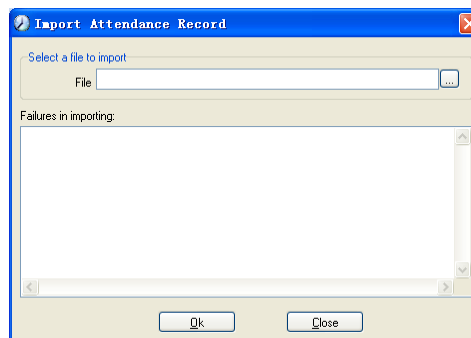 Import Attendance Record
Select a file to import
File
...
Failures in importing:
Ok
Close